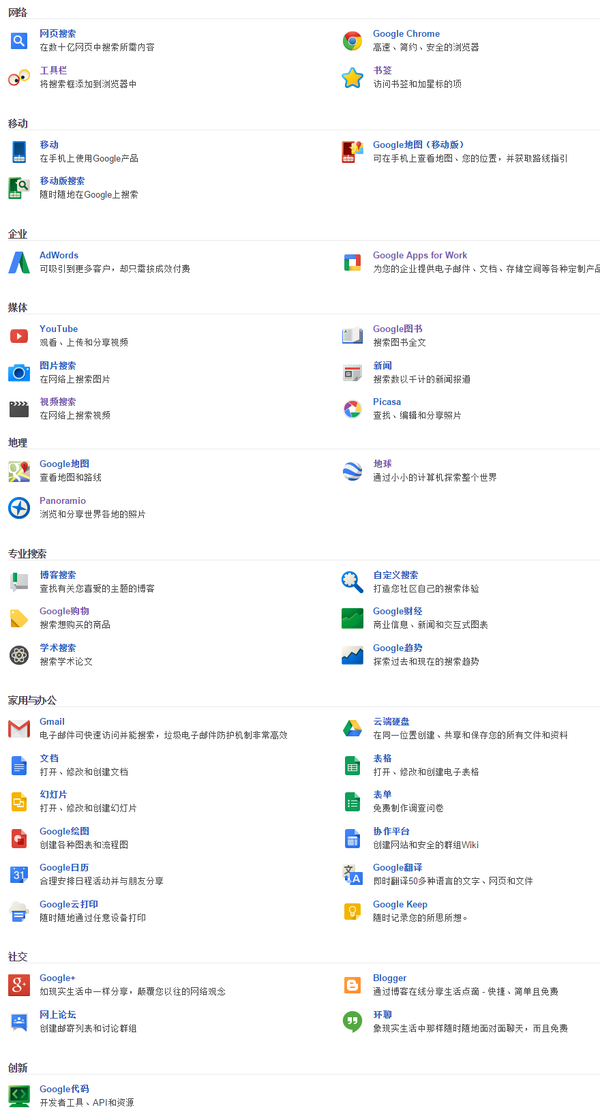 网络
网页搜索
在数十亿网页中搜索所需内容
Google Chrome
高速、简约、安全的浏览器
工具栏
将搜索框添加到浏览器中
书签
访问书签和加星标的项
移动
移动
在手机上使用Google产品
Google地图（移动版）
可在手机上查看地图、您的位置，并获取路线指引
移动版搜索
随时随地在Google上搜索
企业
AdWords
可吸引到更多客户，却只需按成效付费
Google Apps for Work
为您的企业提供电子邮件、文档、存储空间等各种定制产品
媒体
YouTube
观看、上传和分享视频
Google图书
搜索图书全文
图片搜索
在网络上搜索图片
新闻
搜索数以千计的新闻报道
视频搜索
在网络上搜索视频
Picasa
查找、编辑和分享照片
地理
Google地图
查看地图和路线
地球
通过小小的计算机探索整个世界
Panoramio
浏览和分享世界各地的照片
专业搜索
博客搜索
查找有关您喜爱的主题的博客
自定义搜索
打造您社区自己的搜索体验
Google购物
搜索想购买的商品
Google财经
商业信息、新闻和交互式图表
学术搜索
搜索学术论文
Google趋势
探索过去和现在的搜索趋势
家用与办公
Gmail
电子邮件可快速访问并能搜索，垃圾电子邮件防护机制非常高效
云端硬盘
在同一位置创建、共享和保存您的所有文件和资料
文档
打开、修改和创建文档
表格
打开、修改和创建电子表格
幻灯片
打开、修改和创建幻灯片
表单
免费制作调查问卷
Google绘图
创建各种图表和流程图
协作平台
创建网站和安全的群组Wiki
31
Google日历
合理安排日程活动并与朋友分享
文
A
Google翻译
即时翻译50多种语言的文字、网页和文件
Google云打印
随时随地通过任意设备打印
Google Keep
随时记录您的所思所想。
社交
g+
Google+
如现实生活中一样分享，颠覆您以往的网络观念
Blogger
通过博客在线分享生活点滴 - 快捷、简单且免费
网上论坛
创建邮寄列表和讨论群组
环聊
象现实生活中那样随时随地面对面聊天，而且免费
创新
Google代码
开发者工具、API和资源